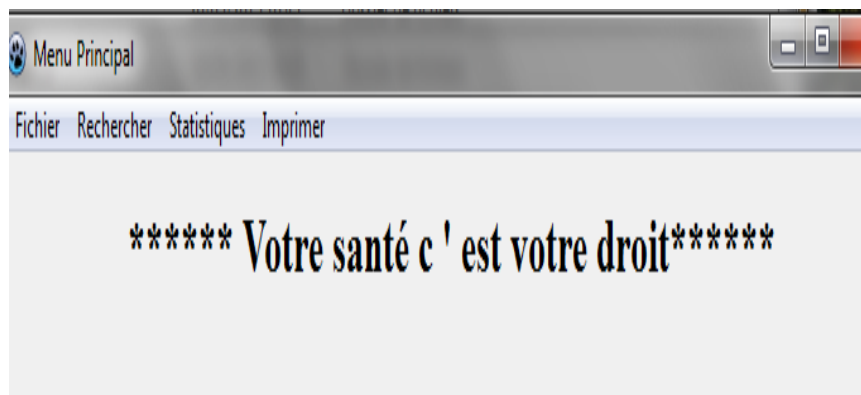 Menu Principal
Fichier Rechercher Statistiques Imprimer
****** Votre santé c ' est votre droit******